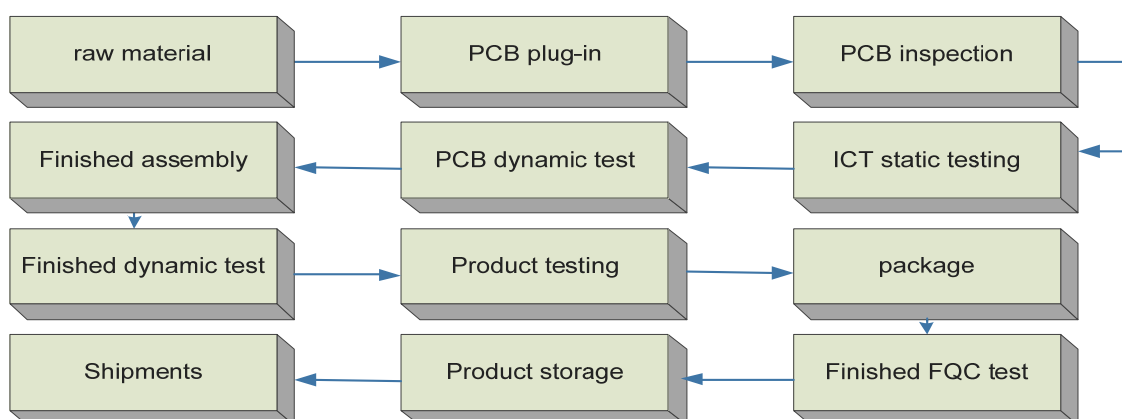 raw material
PCB plug-in
PCB inspection
Finished assembly
PCB dynamic test
ICT static testing
Finished dynamic test
Product testing
package
Shipments
Product storage
Finished FQC test